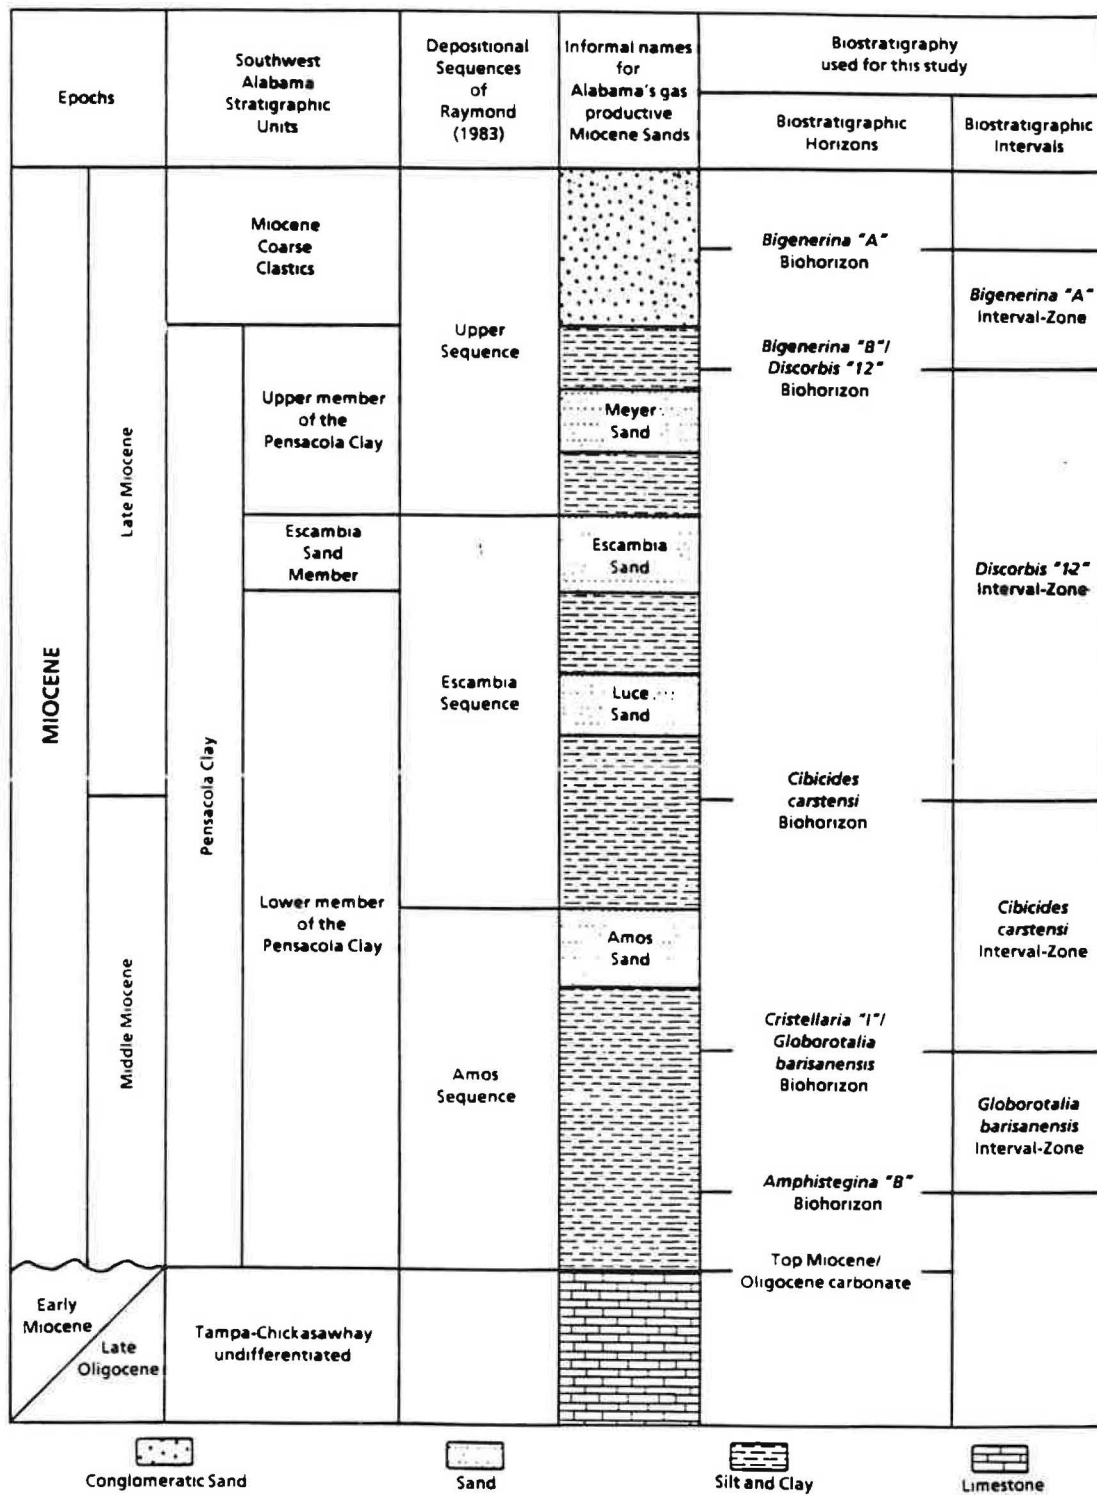 Epochs
Southwest
Alabama
Stratigraphic
Units
Depositional
Sequences
of
Raymond
(1983)
Informal names
for
Alabama's gas
productive
Miocene Sands
Biostratigraphy
used for this study
Biostratigraphic
Horizons
Biostratigraphic
Intervals
MIOCENE
Late Miocene
Middle Miocene
Early
Miocene
Late
Oligocene
Miocene
Coarse
Clastics
Pensacola Clay
Upper member
of the
Pensacola Clay
Escambia
Sand
Member
Lower member
of the
Pensacola Clay
Tampa-Chickasawhay
undifferentiated
Upper
Sequence
Escambia
Sequence
Amos
Sequence
Meyer
Sand
Escambia
Sand
Luce
Sand
Amos
Sand
Bigenerina "A"
Biohorizon
Bigenerina "B"/
Discorbis "12"
Biohorizon
Cibicides
carstensi
Biohorizon
Cristellaria "I"/
Globorotalia
barisanensis
Biohorizon
Amphistegina "B"
Biohorizon
Top Miocene/
Oligocene carbonate
Bigenerina "A"
Interval-Zone
Discorbis "12"
Interval-Zone
Cibicides
carstensi
Interval-Zone
Globorotalia
barisanensis
Interval-Zone
Conglomeratic Sand
Sand
Silt and Clay
Limestone